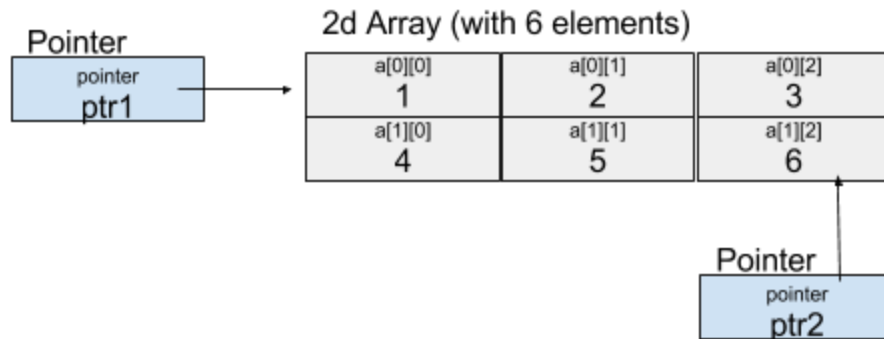 2d Array (with 6 elements)
Pointer
pointer
ptr1
a[0][0] a[0][1] a[0][2]
1 2 3
a[1][0] a[1][1] a[1][2]
4 5 6
Pointer
pointer
ptr2